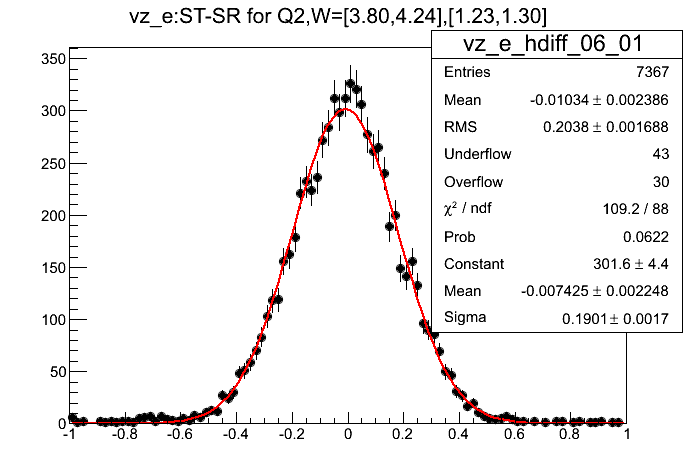 vz_e:ST-SR for Q2,W=[3.80,4.24],[1.23,1.30]
vz_e_hdiff_06_01
Entries 7367
Mean -0.01034 ± 0.002386
RMS 0.2038 ± 0.001688
Underflow 43
Overflow 30
χ² / ndf 109.2 / 88
Prob 0.0622
Constant 301.6 ± 4.4
Mean -0.007425 ± 0.002248
Sigma 0.1901 ± 0.0017
350
300
250
200
150
100
50
0
-1 -0.8 -0.6 -0.4 -0.2 0 0.2 0.4 0.6 0.8 1